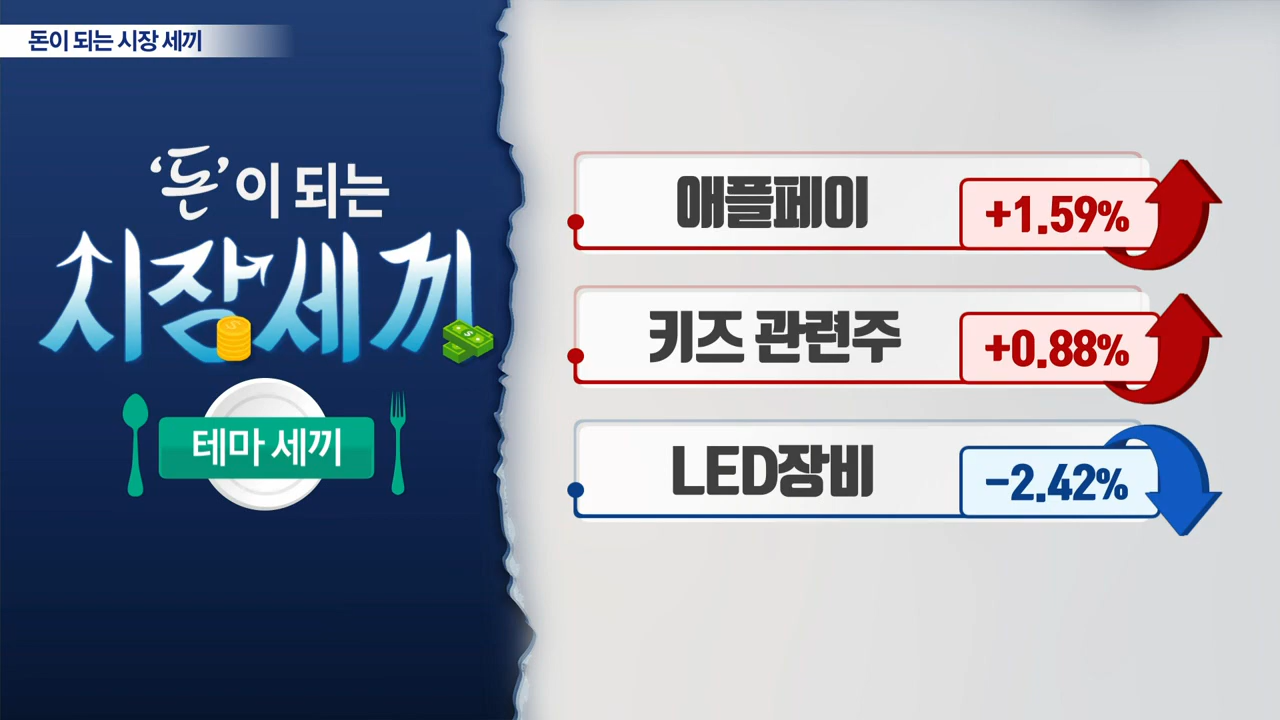 돈이 되는 시장 세끼
‘돈’이 되는
시장세끼
테마 세끼
애플페이
+1.59%
키즈 관련주
+0.88%
LED장비
-2.42%